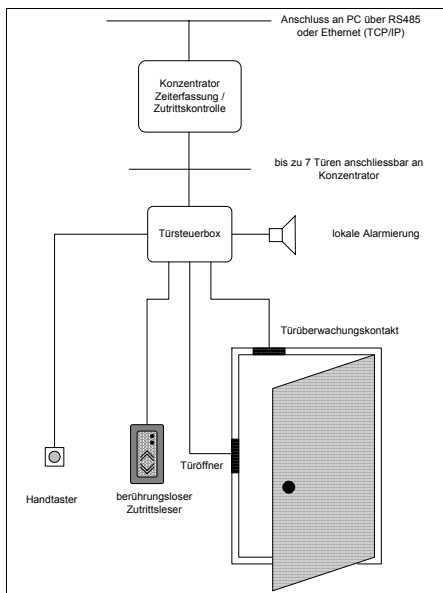 Anschluss an PC über RS485
oder Ethernet (TCP/IP)
Konzentrator
Zeiterfassung /
Zutrittskontrolle
bis zu 7 Türen anschliessbar an
Konzentrator
Türsteuerbox
lokale Alarmierung
Türüberwachungskontakt
Türöffner
Handtaster
berührungsloser
Zutrittsleser